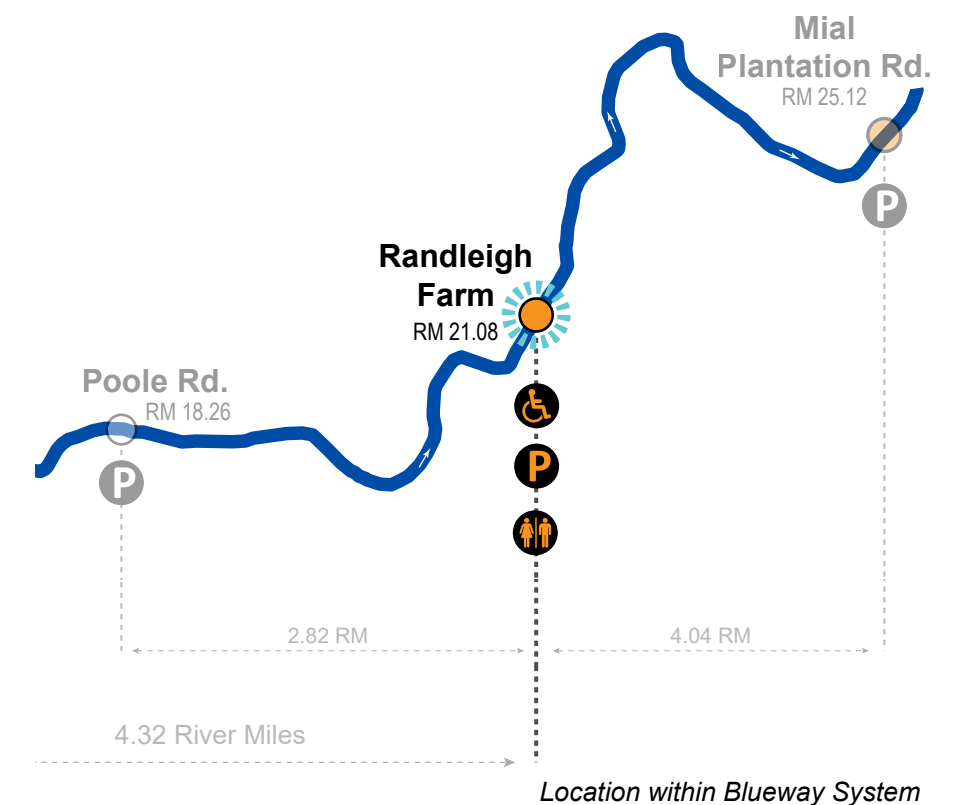 Mial
Plantation Rd.
RM 25.12
P
Randleigh
Farm
RM 21.08
Poole Rd.
RM 18.26
P
P
2.82 RM
4.04 RM
4.32 River Miles
Location within Blueway System